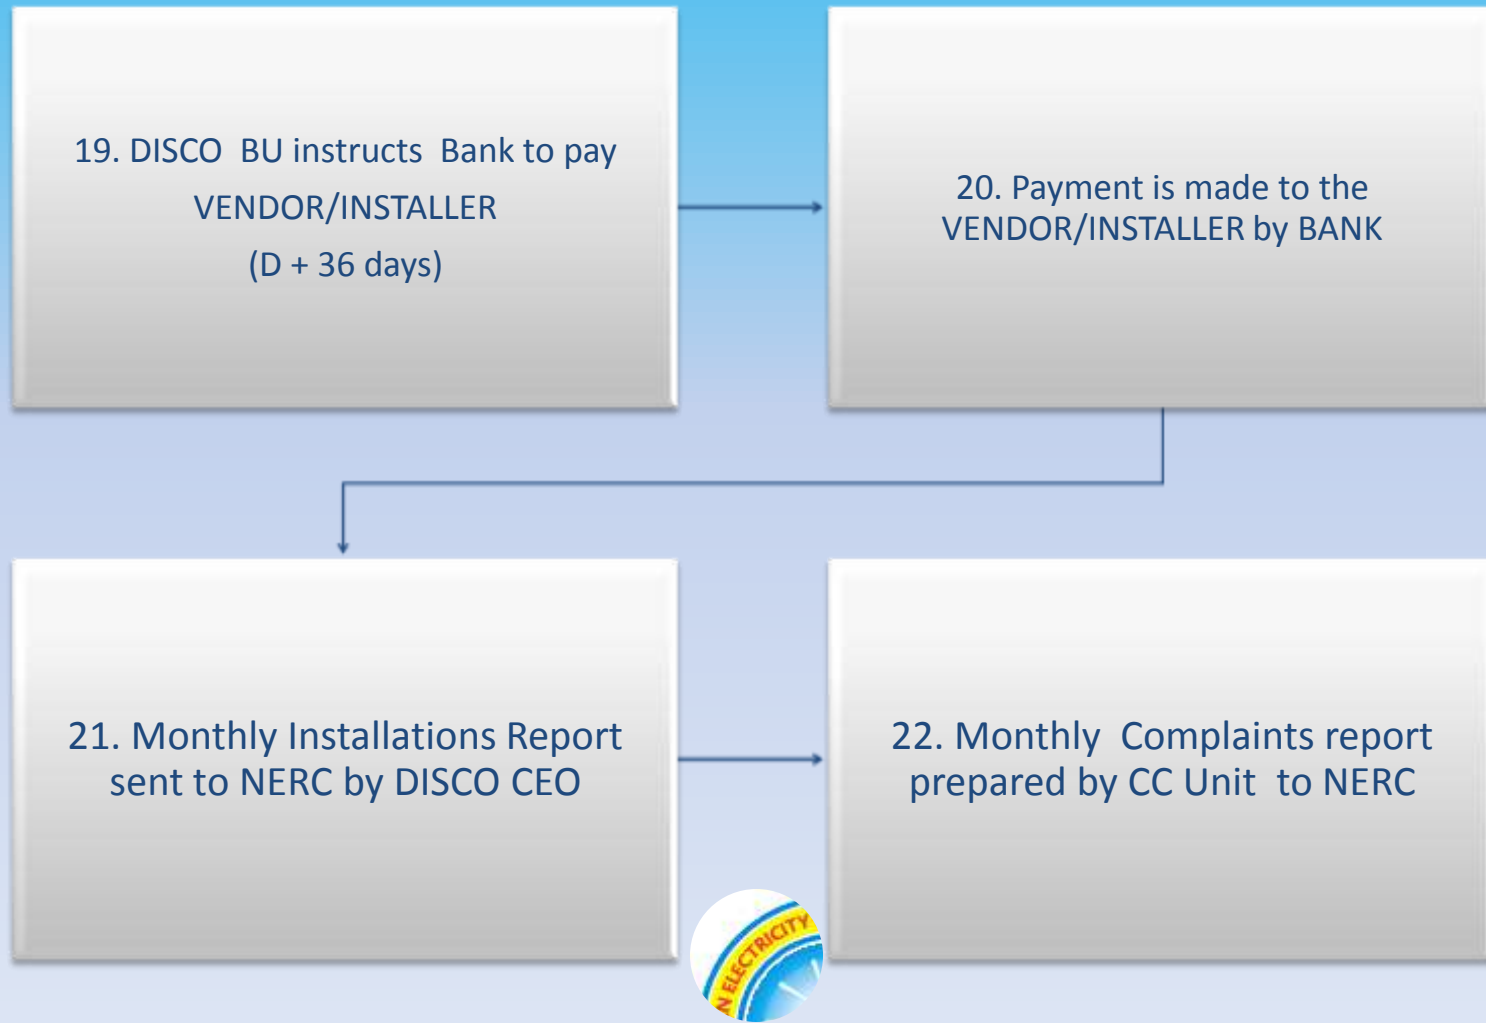 19. DISCO BU instructs Bank to pay
VENDOR/INSTALLER
(D + 36 days)
20. Payment is made to the
VENDOR/INSTALLER by BANK
21. Monthly Installations Report
sent to NERC by DISCO CEO
22. Monthly Complaints report
prepared by CC Unit to NERC
N ELECTRICITY